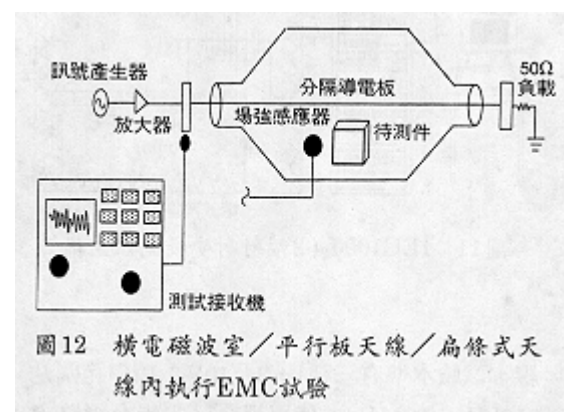 訊號產生器
放大器
分隔導電板
場強感應器
待測件
50Ω
負載
測試接收機
圖12 橫電磁波室／平行板天線／扁條式天
線內執行EMC試驗